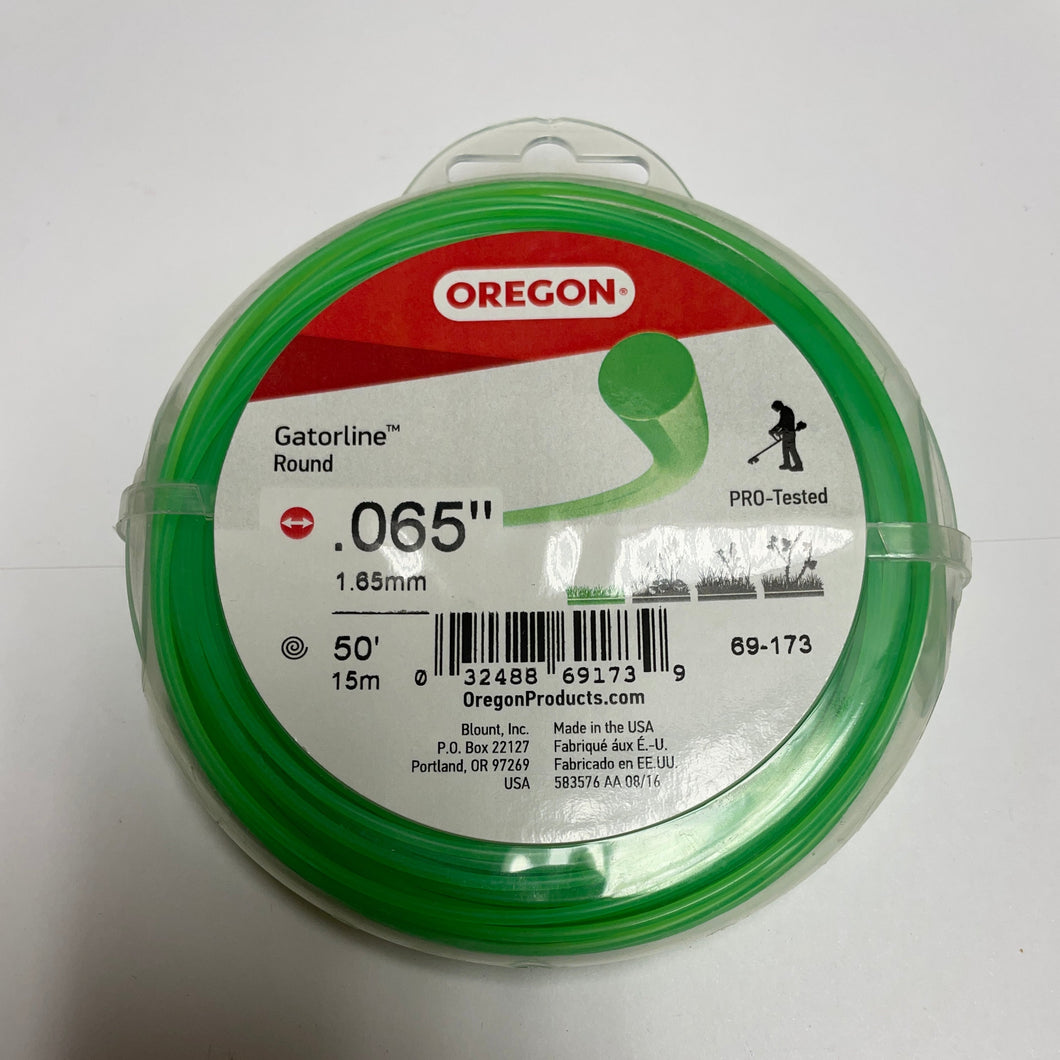 OREGON®
Gatorline™
Round
PRO-Tested
.065"
1.65mm
50'
15m
69-173
0 32488 69173 9
OregonProducts.com
Blount, Inc.
P.O. Box 22127
Portland, OR 97269
USA
Made in the USA
Fabriqué áux É.-U.
Fabricado en EE.UU.
583576 AA 08/16